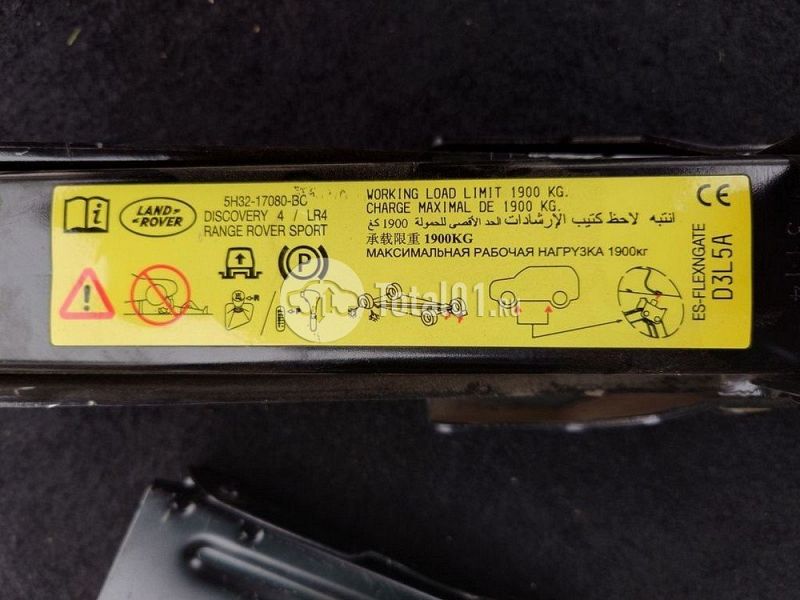 LAND ROVER
5H32-17080-BC
DISCOVERY 4 / LR4
RANGE ROVER SPORT
WORKING LOAD LIMIT 1900 KG.
CHARGE MAXIMAL DE 1900 KG.
انتبه لاحظ كتيب الإرشادات الحد الأقصى للحمولة 1900 كغ
承载限重 1900KG
МАКСИМАЛЬНАЯ РАБОЧАЯ НАГРУЗКА 1900кг
CE
ES-FLEXNGATE
D3L5A
P
R
P
R
Total01.ru